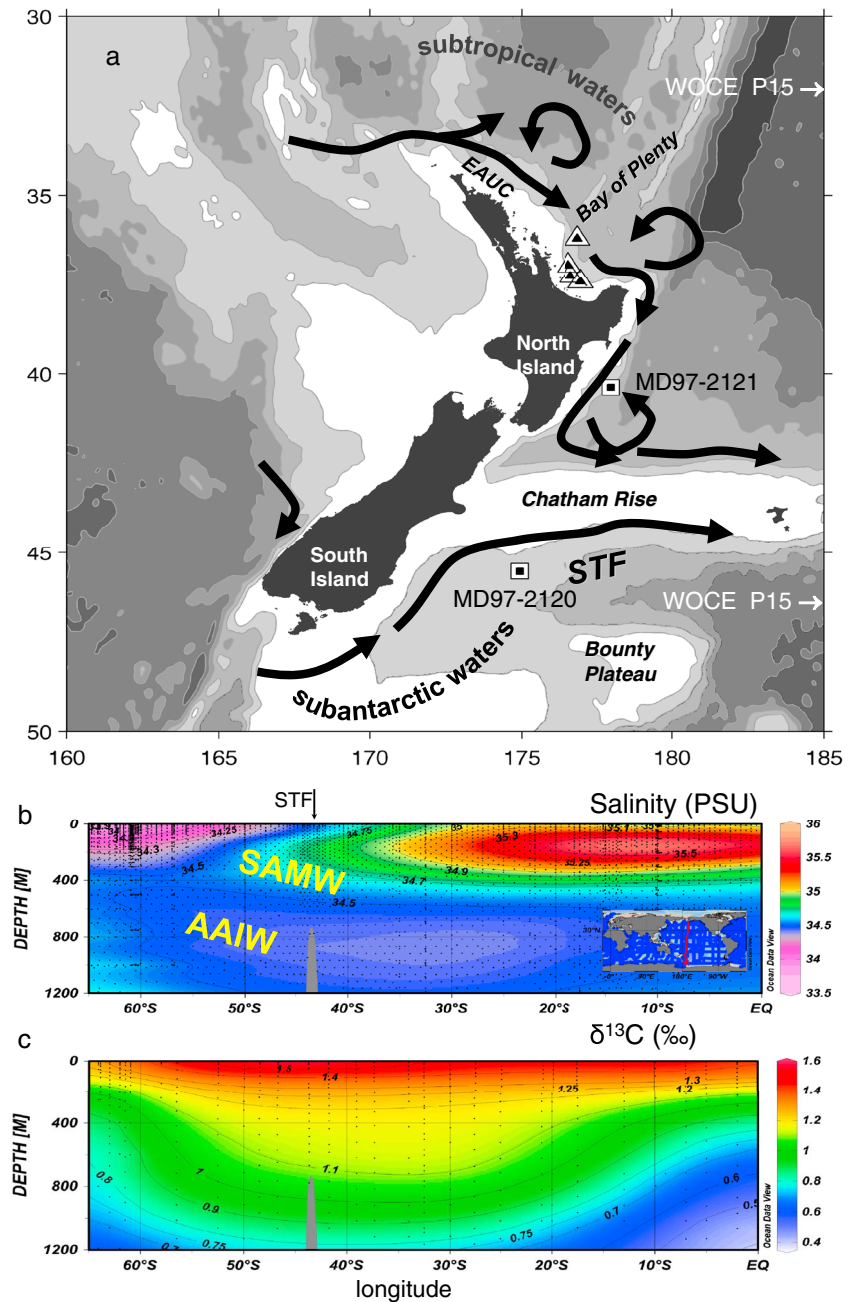 30
a
subtropical waters
WOCE P15 →
35
EAUC
Bay of Plenty
North
Island
40
MD97-2121
Chatham Rise
South
Island
45
STF
MD97-2120
WOCE P15 →
Bounty
Plateau
subantarctic waters
50
160 165 170 175 180 185
b
STF
Salinity (PSU)
0
400
800
1200
DEPTH [M]
34.25
34.3
34.5
34.75
35
35.1
35.3
35.5
35.25
34.9
34.7
34.5
SAMW
AAIW
30°N
0° 90°E 180°E 90°W
Ocean Data View
36
35.5
35
34.5
34
33.5
60°S 50°S 40°S 30°S 20°S 10°S EQ
c
δ¹³C (‰)
0
400
800
1200
DEPTH [M]
1.5
1.4
1.25
1.3
1.2
1.1
1
0.9
0.8
0.75
0.75
0.7
0.6
Ocean Data View
1.6
1.4
1.2
1
0.8
0.6
0.4
60°S 50°S 40°S 30°S 20°S 10°S EQ
longitude